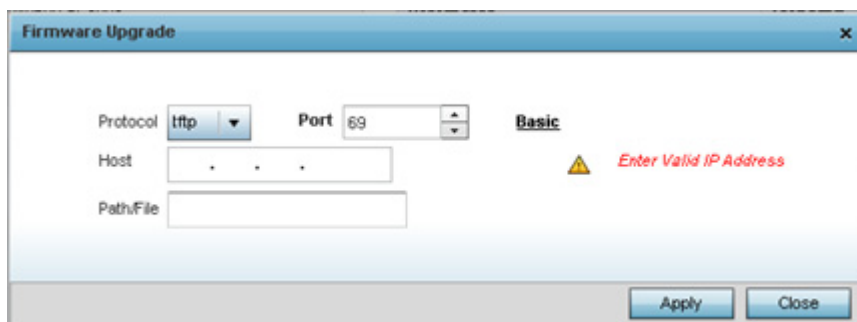 Firmware Upgrade
Protocol tftp Port 69 Basic
Host . . . Enter Valid IP Address
Path/File
Apply Close